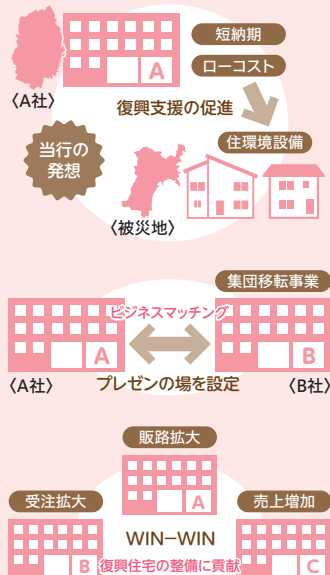 短納期
A
ローコスト
〈A社〉
復興支援の促進
当行の
発想
住環境設備
〈被災地〉
集団移転事業
ビジネスマッチング
A
B
〈A社〉
プレゼンの場を設定
〈B社〉
販路拡大
受注拡大
A
売上増加
WIN–WIN
B
復興住宅の整備に貢献
C